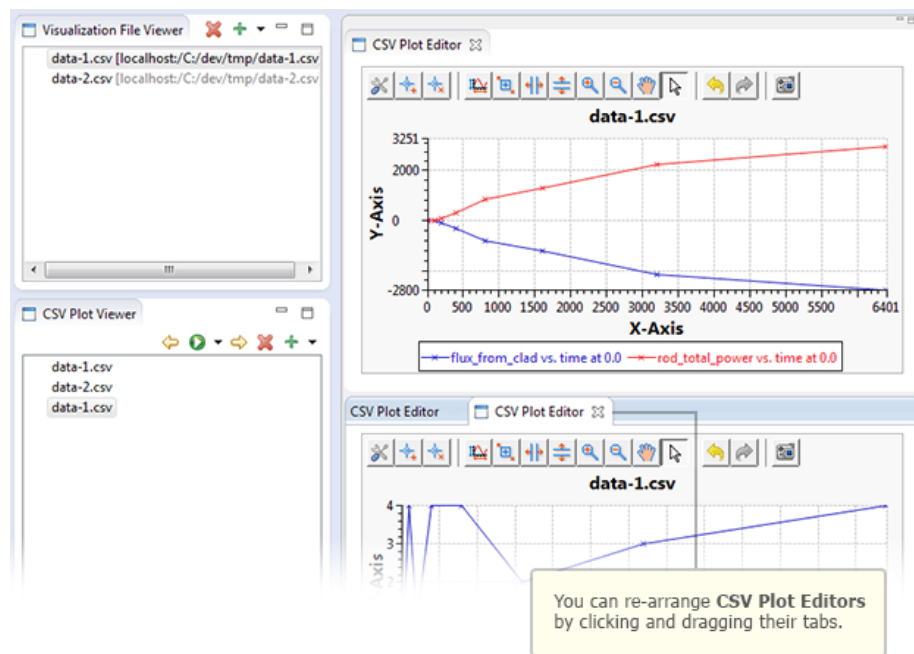 Visualization File Viewer
data-1.csv [localhost:/C:/dev/tmp/data-1.csv
data-2.csv [localhost:/C:/dev/tmp/data-2.csv
CSV Plot Viewer
data-1.csv
data-2.csv
data-1.csv
CSV Plot Editor
data-1.csv
3251
2000
0
-2800
Y-Axis
0 500 1000 1500 2000 2500 3000 3500 4000 4500 5000 5500 6401
X-Axis
flux_from_clad vs. time at 0.0 rod_total_power vs. time at 0.0
CSV Plot Editor CSV Plot Editor
data-1.csv
4
3
2
Axis
You can re-arrange CSV Plot Editors
by clicking and dragging their tabs.